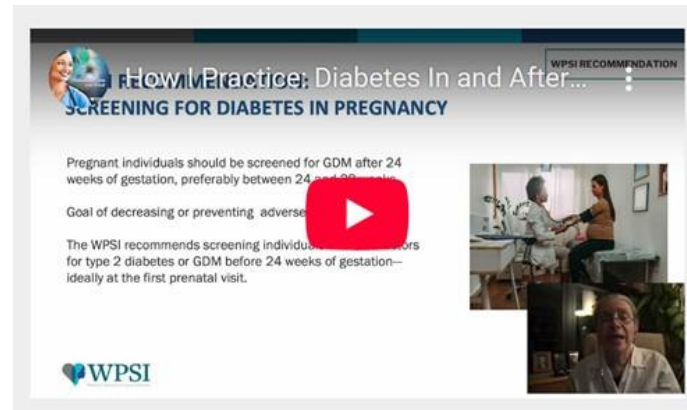 How I Practice: Diabetes In and After...
WPSI RECOMMENDATION
RECOMMENDATION:
SCREENING FOR DIABETES IN PREGNANCY
Pregnant individuals should be screened for GDM after 24
weeks of gestation, preferably between 24
Goal of decreasing or preventing adverse
The WPSI recommends screening individuals
for type 2 diabetes or GDM before 24 weeks of gestation—
ideally at the first prenatal visit.
WPSI